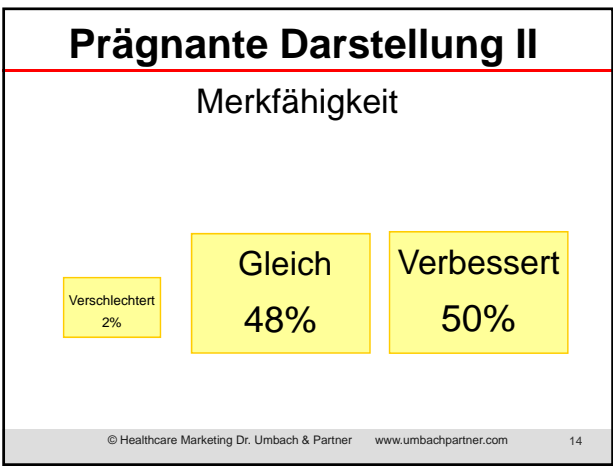 Prägnante Darstellung II
Merkfähigkeit
Verschlechtert
2%
Gleich
48%
Verbessert
50%
© Healthcare Marketing Dr. Umbach & Partner www.umbachpartner.com 14